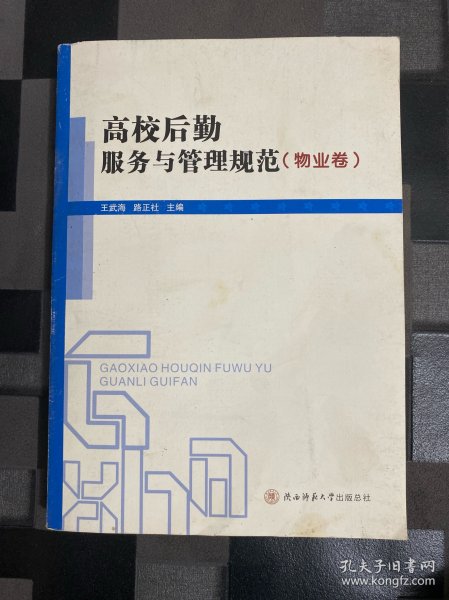 高校后勤
服务与管理规范（物业卷）
王武海 路正社 主编
GAOXIAO HOUQIN FUWU YU
GUANLI GUIFAN
陕西师范大学出版总社
孔夫子旧书网
www.kongfz.com